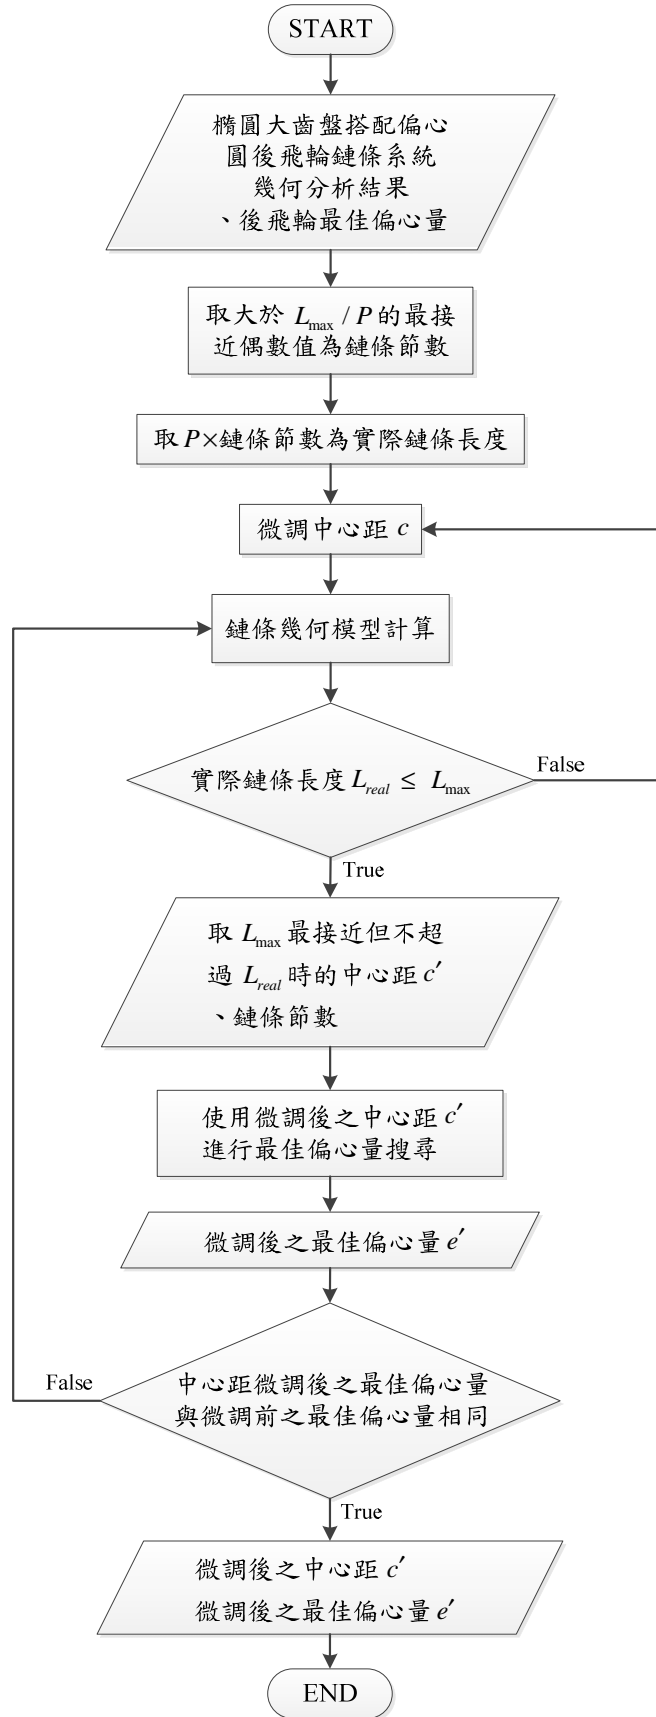 START
橢圓大齒盤搭配偏心
圓後飛輪鏈條系統
幾何分析結果
、後飛輪最佳偏心量
取大於 Lmax / P 的最接
近偶數值為鏈條節數
取P×鏈條節數為實際鏈條長度
微調中心距 c
鏈條幾何模型計算
實際鏈條長度 Lreal ≤ Lmax
False
True
取 Lmax 最接近但不超
過 Lreal 時的中心距 c′
、鏈條節數
使用微調後之中心距 c′
進行最佳偏心量搜尋
微調後之最佳偏心量 e′
False
中心距微調後之最佳偏心量
與微調前之最佳偏心量相同
True
微調後之中心距 c′
微調後之最佳偏心量 e′
END